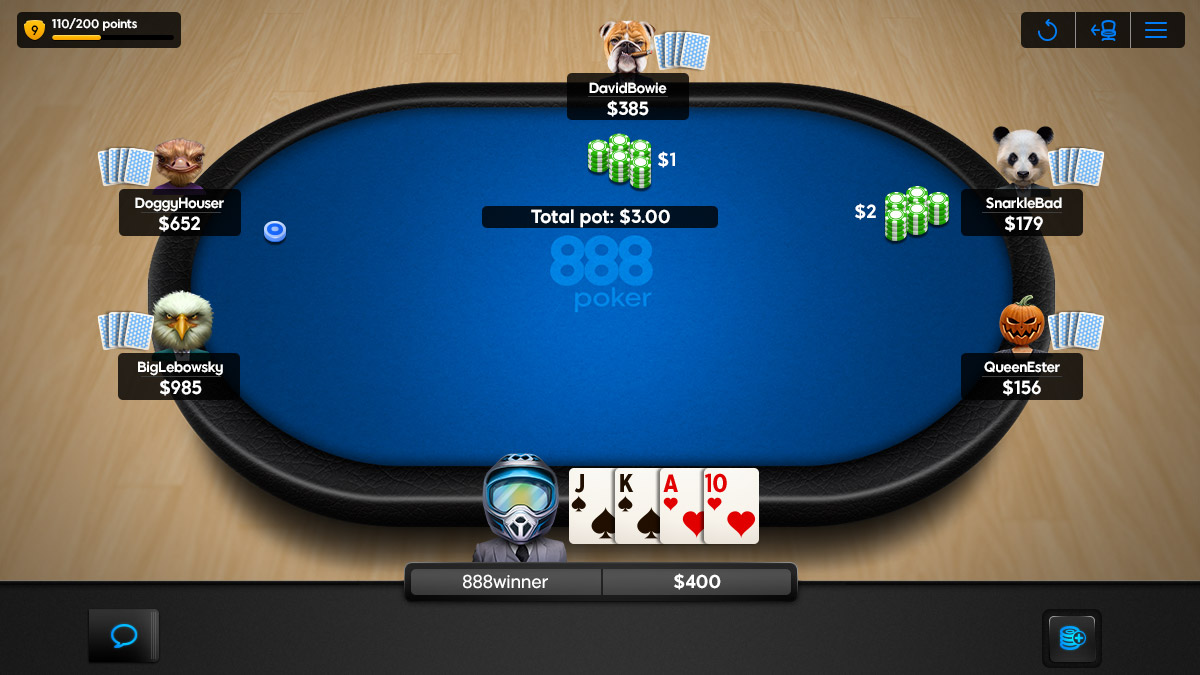 9
110/200 points
DavidBowie
$385
$1
DoggyHouser
$652
SnarkleBad
$179
$2
Total pot: $3.00
888
poker
BigLebowsky
$985
QueenEster
$156
J K A 10
888winner
$400